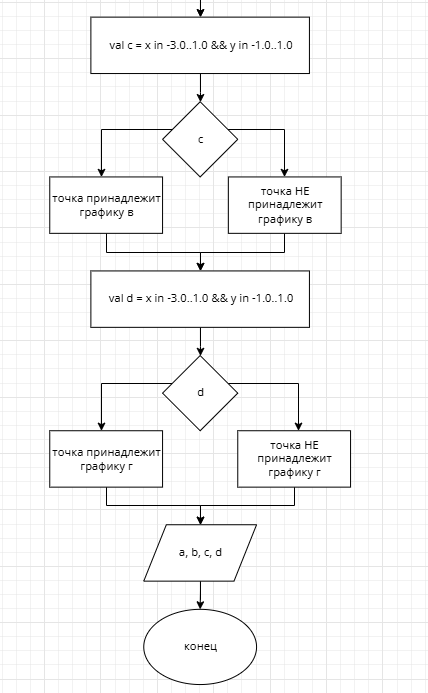 val c = x in -3.0..1.0 && y in -1.0..1.0
c
точка принадлежит
графику в
точка НЕ
принадлежит
графику в
val d = x in -3.0..1.0 && y in -1.0..1.0
d
точка принадлежит
графику г
точка НЕ
принадлежит
графику г
a, b, c, d
конец